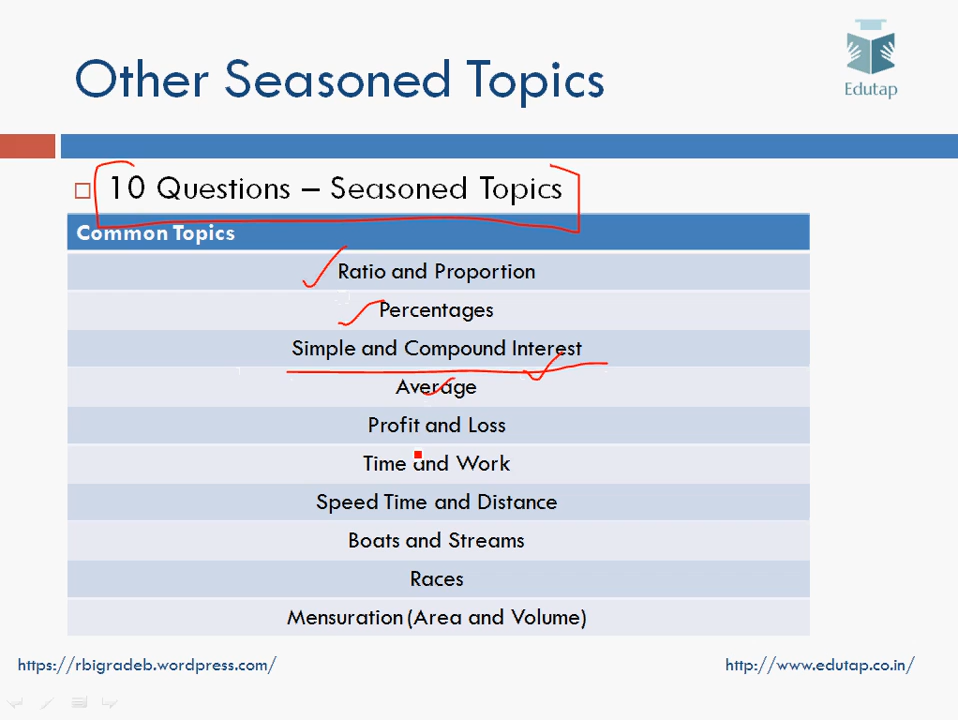 Other Seasoned Topics
Edutap
10 Questions – Seasoned Topics
Common Topics
Ratio and Proportion
Percentages
Simple and Compound Interest
Average
Profit and Loss
Time and Work
Speed Time and Distance
Boats and Streams
Races
Mensuration (Area and Volume)
https://rbigradeb.wordpress.com/
http://www.edutap.co.in/